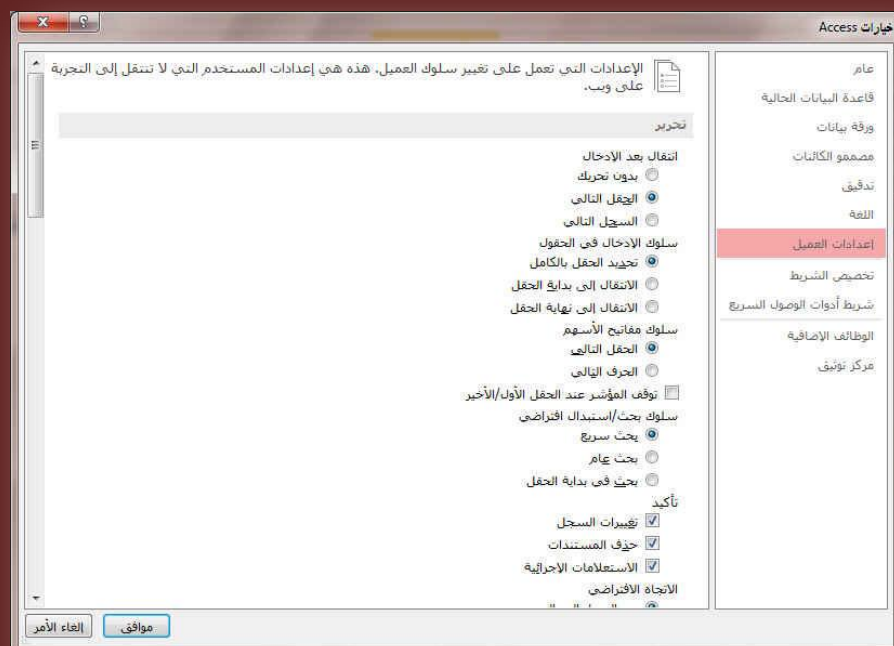 خيارات Access
عام
قاعدة البيانات الحالية
ورقة بيانات
مصممو الكائنات
تدقيق
اللغة
إعدادات العميل
تخصيص الشريط
شريط أدوات الوصول السريع
الوظائف الإضافية
مركز توثيق
الإعدادات التي تعمل على تغيير سلوك العميل. هذه هي إعدادات المستخدم التي لا تنتقل إلى التجربة
على ويب.
تحرير
انتقال بعد الإدخال
بدون تحريك
الحقل التالي
السجل التالي
سلوك الإدخال في الحقول
تحديد الحقل بالكامل
الانتقال إلى بداية الحقل
الانتقال إلى نهاية الحقل
سلوك مفاتيح الأسهم
الحقل التالي
الحرف التالي
توقف المؤشر عند الحقل الأول/الأخير
سلوك بحث/استبدال افتراضي
بحث سريع
بحث عام
بحث في بداية الحقل
تأكيد
تغييرات السجل
حذف المستندات
الاستعلامات الإجرائية
الاتجاه الافتراضي
موافق
إلغاء الأمر